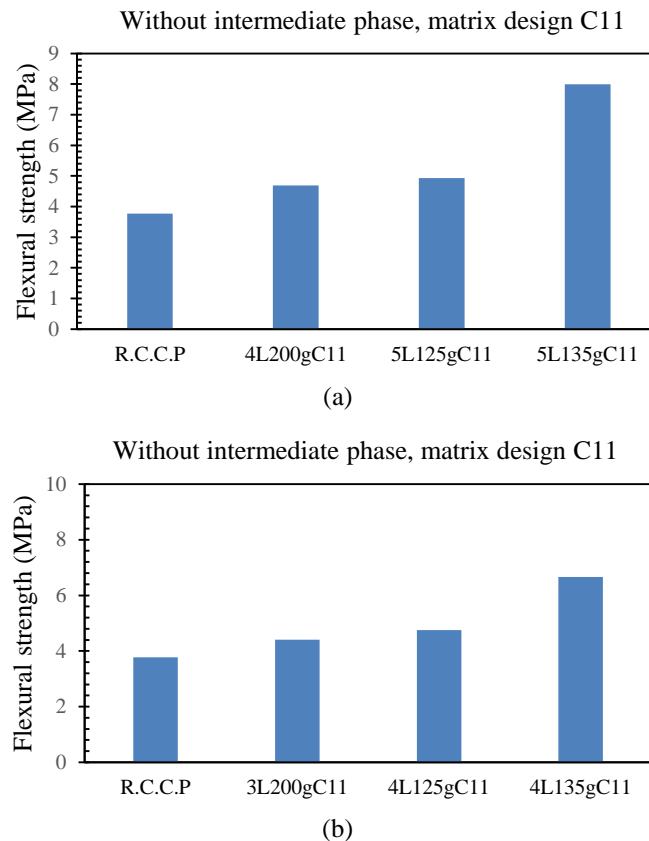 Without intermediate phase, matrix design C11
Flexural strength (MPa)
9
8
7
6
5
4
3
2
1
0
R.C.C.P 4L200gC11 5L125gC11 5L135gC11
(a)
Without intermediate phase, matrix design C11
Flexural strength (MPa)
10
8
6
4
2
0
R.C.C.P 3L200gC11 4L125gC11 4L135gC11
(b)